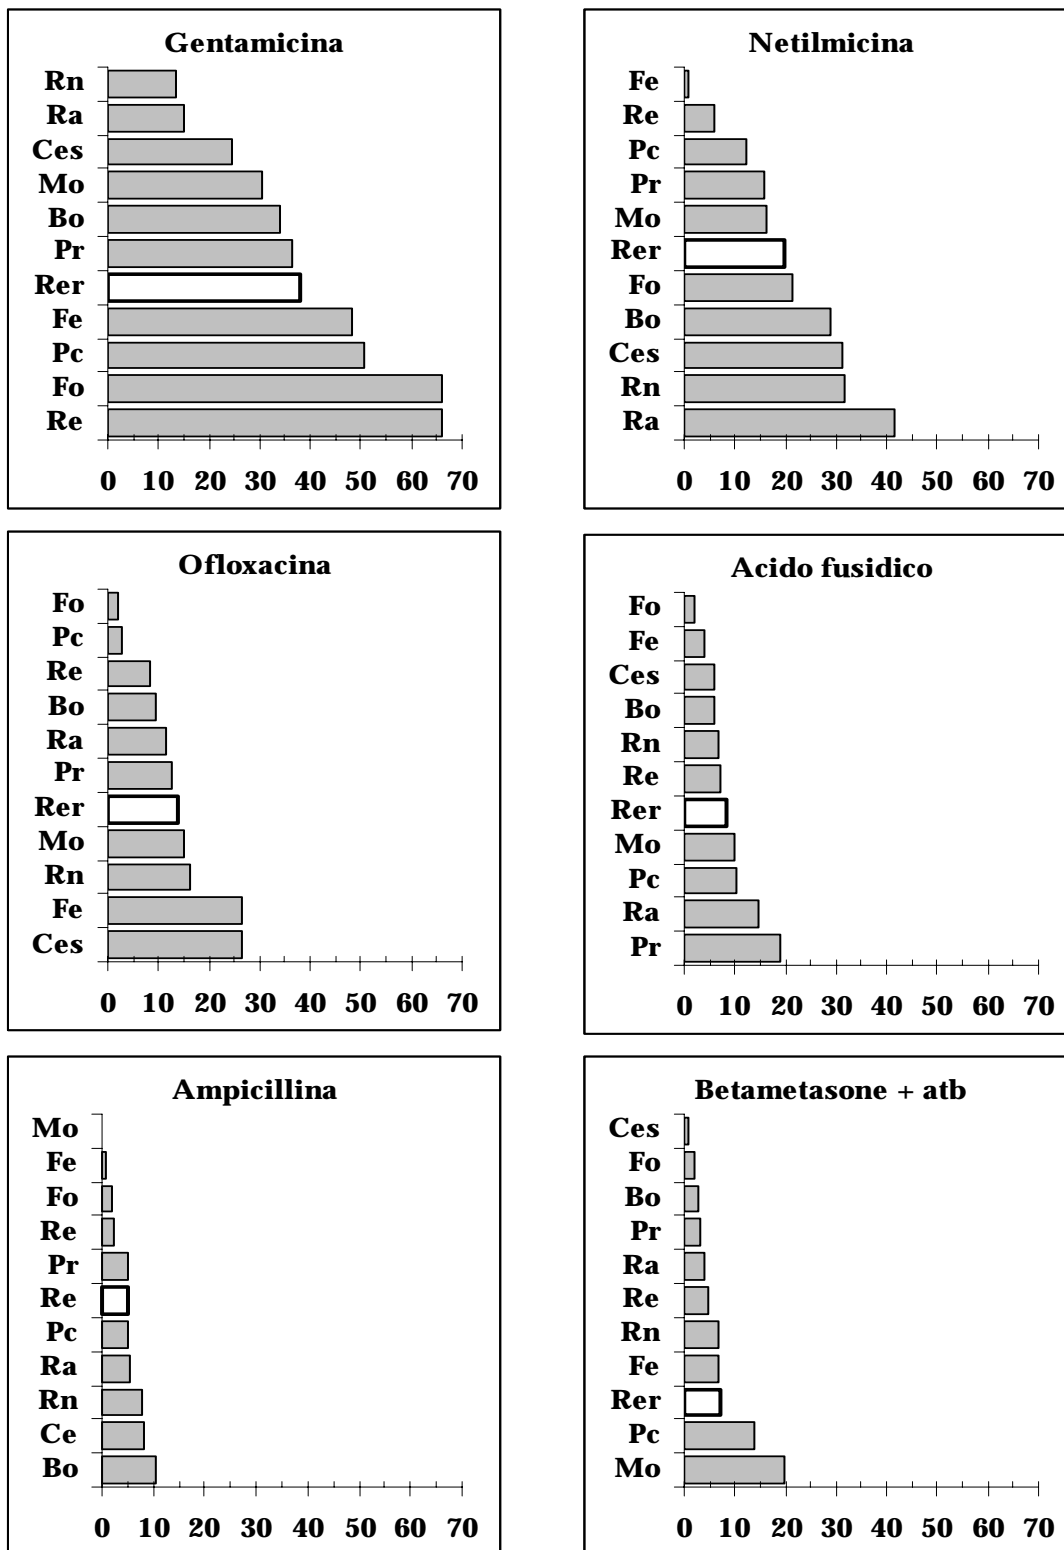 Gentamicina
Rn
Ra
Ces
Mo
Bo
Pr
Rer
Fe
Pc
Fo
Re
0 10 20 30 40 50 60 70
Netilmicina
Fe
Re
Pc
Pr
Mo
Rer
Fo
Bo
Ces
Rn
Ra
0 10 20 30 40 50 60 70
Ofloxacina
Fo
Pc
Re
Bo
Ra
Pr
Rer
Mo
Rn
Fe
Ces
0 10 20 30 40 50 60 70
Acido fusidico
Fo
Fe
Ces
Bo
Rn
Re
Rer
Mo
Pc
Ra
Pr
0 10 20 30 40 50 60 70
Ampicillina
Mo
Fe
Fo
Re
Pr
Re
Pc
Ra
Rn
Ce
Bo
0 10 20 30 40 50 60 70
Betametasone + atb
Ces
Fo
Bo
Pr
Ra
Re
Rn
Fe
Rer
Pc
Mo
0 10 20 30 40 50 60 70